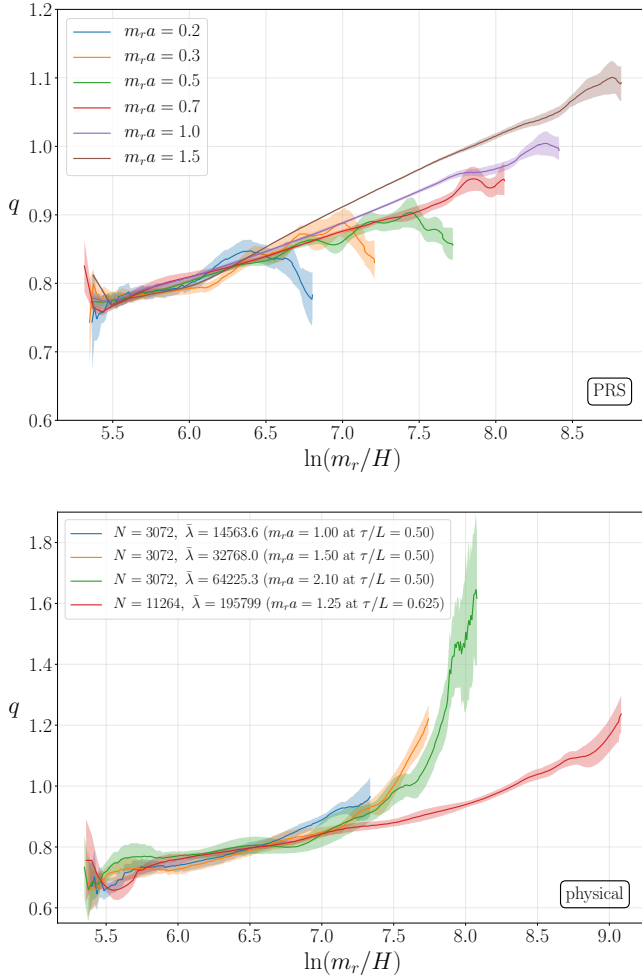 1.2
1.1
1.0
0.9
0.8
0.7
0.6
q
m_r a = 0.2
m_r a = 0.3
m_r a = 0.5
m_r a = 0.7
m_r a = 1.0
m_r a = 1.5
PRS
5.5 6.0 6.5 7.0 7.5 8.0 8.5
ln(m_r/H)
1.8
1.6
1.4
1.2
1.0
0.8
0.6
q
N = 3072, λ̄ = 14563.6 (m_r a = 1.00 at τ/L = 0.50)
N = 3072, λ̄ = 32768.0 (m_r a = 1.50 at τ/L = 0.50)
N = 3072, λ̄ = 64225.3 (m_r a = 2.10 at τ/L = 0.50)
N = 11264, λ̄ = 195799 (m_r a = 1.25 at τ/L = 0.625)
physical
5.5 6.0 6.5 7.0 7.5 8.0 8.5 9.0
ln(m_r/H)